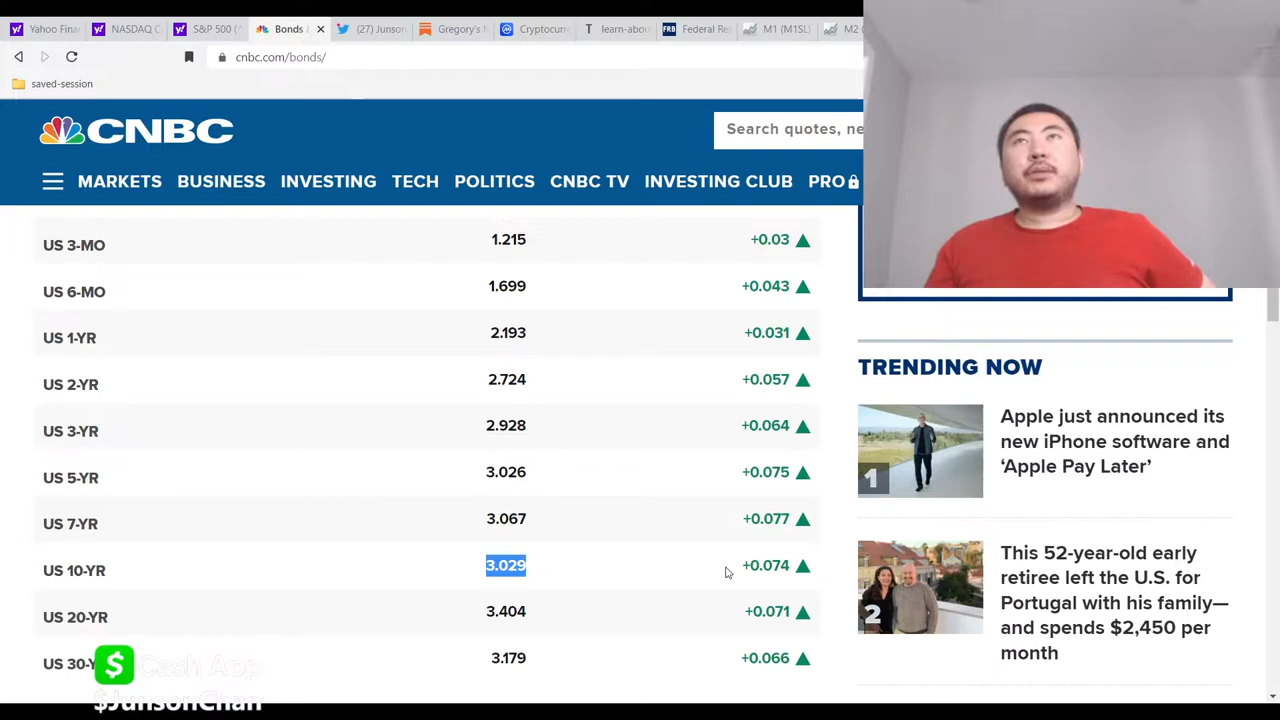 Yahoo Fina
NASDAQ C
S&P 500 (^
Bonds
(27) Junson
Gregory's M
Cryptocurr
learn-abou
Federal Re
M1 (M1SL)
M2
cnbc.com/bonds/
saved-session
CNBC
Search quotes, ne
MARKETS BUSINESS INVESTING TECH POLITICS CNBC TV INVESTING CLUB PRO
US 3-MO 1.215 +0.03
US 6-MO 1.699 +0.043
US 1-YR 2.193 +0.031
US 2-YR 2.724 +0.057
US 3-YR 2.928 +0.064
US 5-YR 3.026 +0.075
US 7-YR 3.067 +0.077
US 10-YR 3.029 +0.074
US 20-YR 3.404 +0.071
US 30-Y 3.179 +0.066
$ Cash App
$JunsonChan
TRENDING NOW
1
Apple just announced its
new iPhone software and
‘Apple Pay Later’
2
This 52-year-old early
retiree left the U.S. for
Portugal with his family—
and spends $2,450 per
month